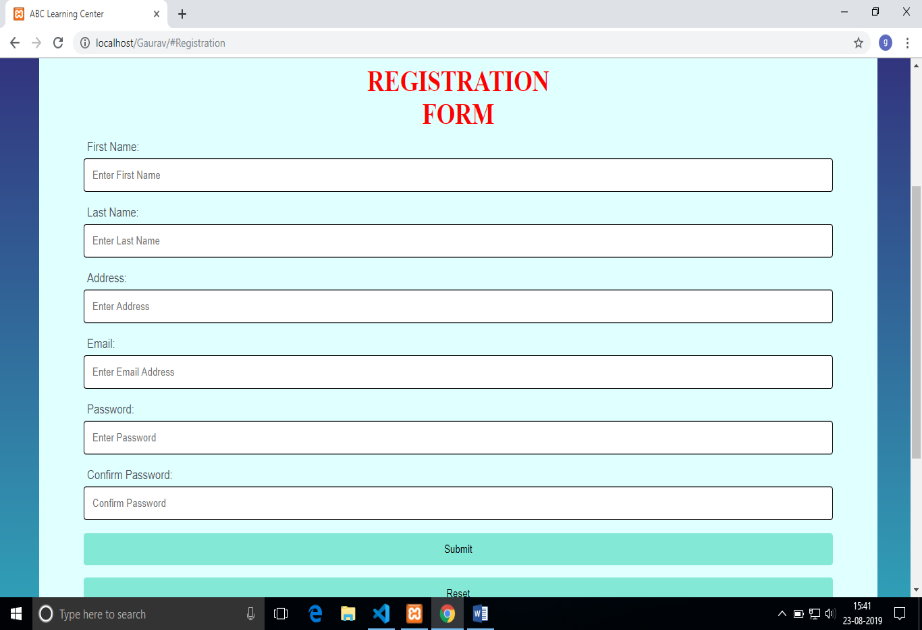 ABC Learning Center
localhost/Gaurav/#Registration
g
REGISTRATION
FORM
First Name:
Enter First Name
Last Name:
Enter Last Name
Address:
Enter Address
Email:
Enter Email Address
Password:
Enter Password
Confirm Password:
Confirm Password
Submit
Reset
Type here to search
15:41
23-08-2019